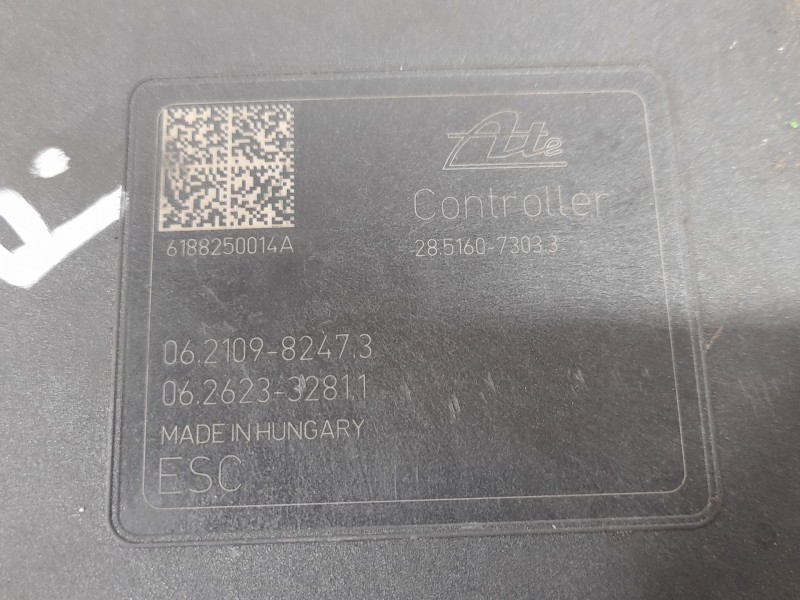 Ate
Controller
6188250014A
28.5160-7303.3
06.2109-8247.3
06.2623-3281.1
MADE IN HUNGARY
ESC